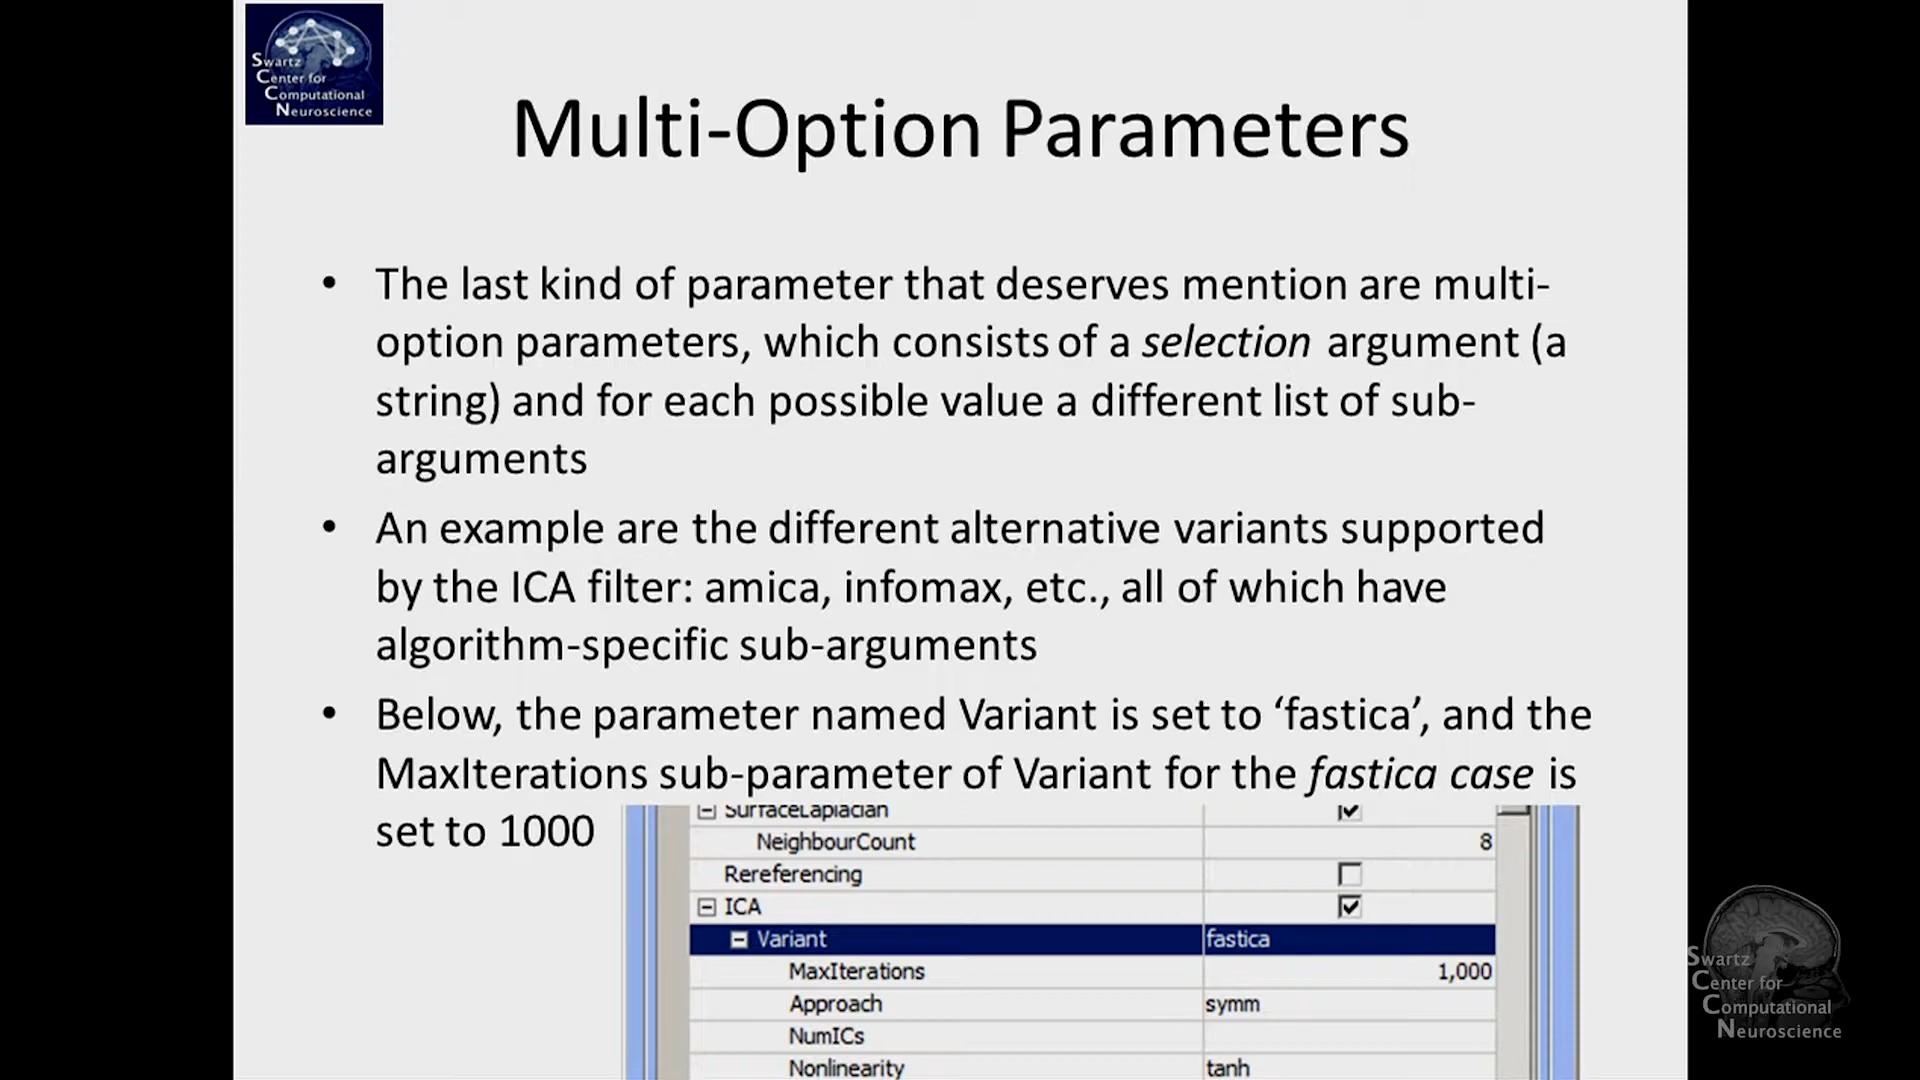 Swartz
Center for
Computational
Neuroscience
Multi-Option Parameters
• The last kind of parameter that deserves mention are multi-
option parameters, which consists of a selection argument (a
string) and for each possible value a different list of sub-
arguments
• An example are the different alternative variants supported
by the ICA filter: amica, infomax, etc., all of which have
algorithm-specific sub-arguments
• Below, the parameter named Variant is set to ‘fastica’, and the
MaxIterations sub-parameter of Variant for the fastica case is
set to 1000
SurfaceLaplacian
NeighbourCount 8
Rereferencing
ICA
Variant fastica
MaxIterations 1,000
Approach symm
NumICs
Nonlinearity tanh
Swartz
Center for
Computational
Neuroscience